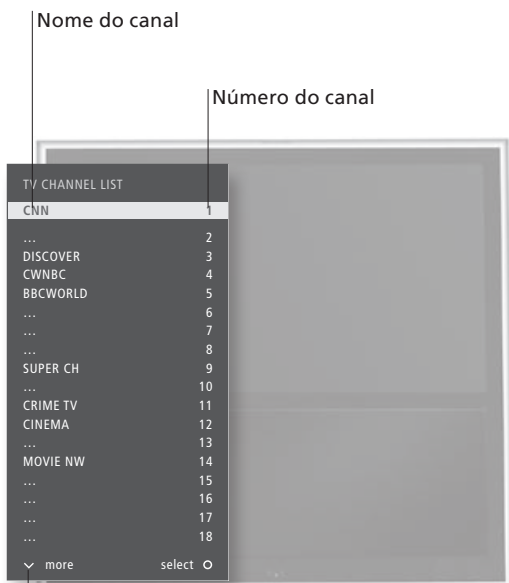 Nome do canal
Número do canal
TV CHANNEL LIST
CNN 1
... 2
DISCOVER 3
CWNBC 4
BBCWORLD 5
... 6
... 7
... 8
SUPER CH 9
... 10
CRIME TV 11
CINEMA 12
... 13
MOVIE NW 14
... 15
... 16
... 17
... 18
more select